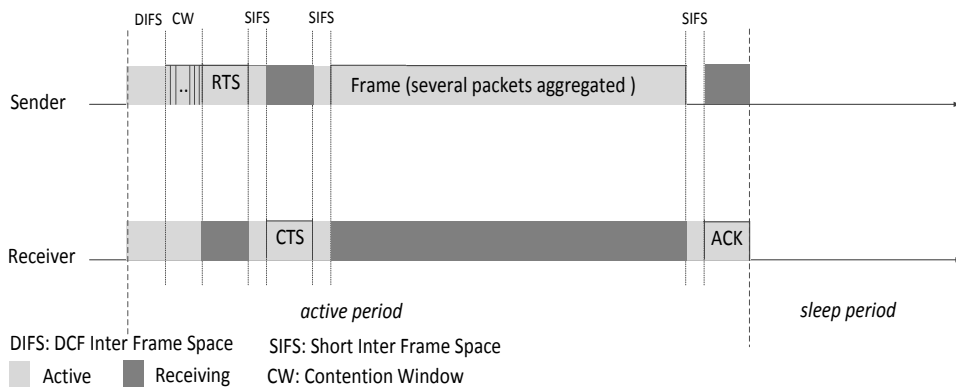 DIFS CW SIFS SIFS SIFS
.. RTS Frame (several packets aggregated )
Sender
CTS ACK
Receiver
active period sleep period
DIFS: DCF Inter Frame Space SIFS: Short Inter Frame Space
Active Receiving CW: Contention Window